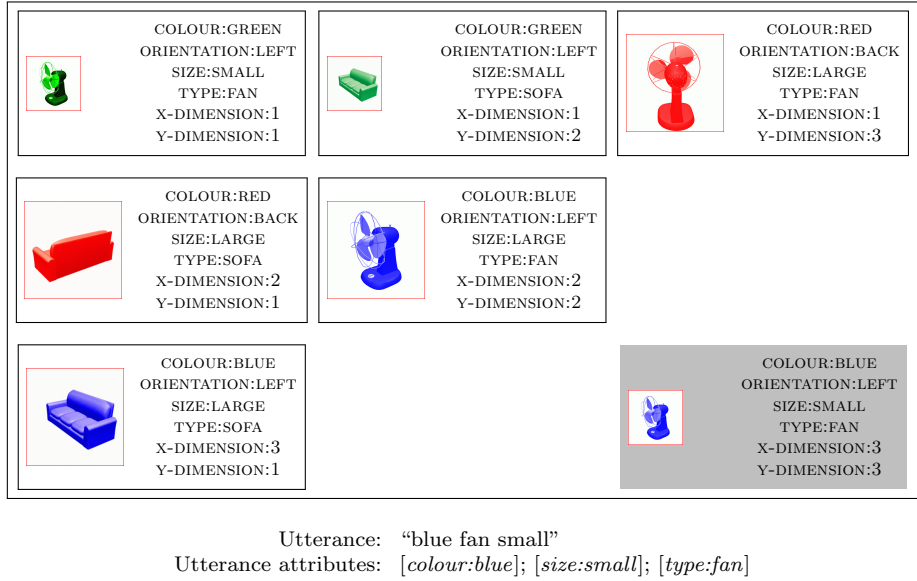 COLOUR:GREEN
ORIENTATION:LEFT
SIZE:SMALL
TYPE:FAN
X-DIMENSION:1
Y-DIMENSION:1
COLOUR:GREEN
ORIENTATION:LEFT
SIZE:SMALL
TYPE:SOFA
X-DIMENSION:1
Y-DIMENSION:2
COLOUR:RED
ORIENTATION:BACK
SIZE:LARGE
TYPE:FAN
X-DIMENSION:1
Y-DIMENSION:3
COLOUR:RED
ORIENTATION:BACK
SIZE:LARGE
TYPE:SOFA
X-DIMENSION:2
Y-DIMENSION:1
COLOUR:BLUE
ORIENTATION:LEFT
SIZE:LARGE
TYPE:FAN
X-DIMENSION:2
Y-DIMENSION:2
COLOUR:BLUE
ORIENTATION:LEFT
SIZE:LARGE
TYPE:SOFA
X-DIMENSION:3
Y-DIMENSION:1
COLOUR:BLUE
ORIENTATION:LEFT
SIZE:SMALL
TYPE:FAN
X-DIMENSION:3
Y-DIMENSION:3
Utterance: “blue fan small”
Utterance attributes: [colour:blue]; [size:small]; [type:fan]